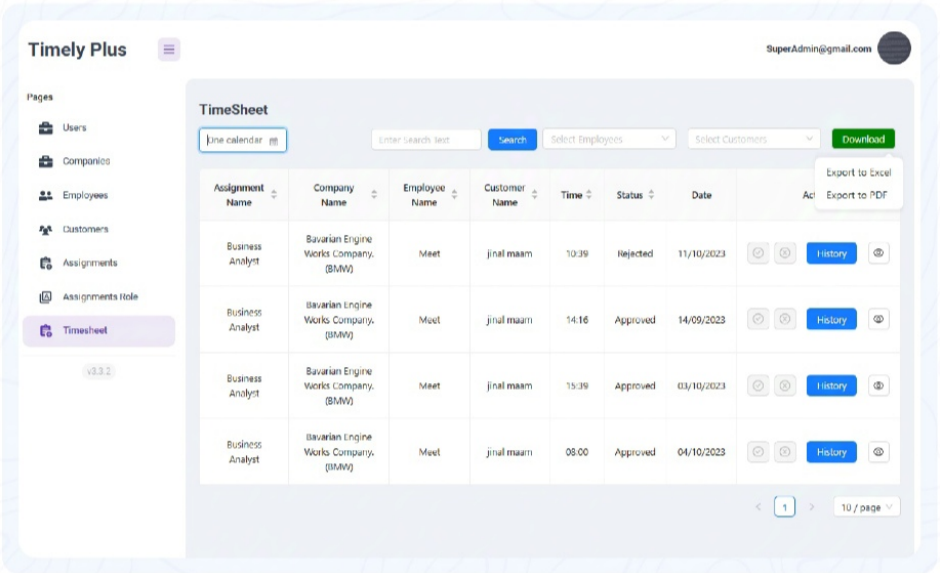 Timely Plus
SuperAdmin@gmail.com
Pages
Users
Companies
Employees
Customers
Assignments
Assignments Role
Timesheet
v3.3.2
TimeSheet
One calendar
Enter Search Text
Search
Select Employees
Select Customers
Download
Export to Excel
Export to PDF
Assignment
Name
Company
Name
Employee
Name
Customer
Name
Time
Status
Date
Act
Business
Analyst
Bavarian Engine
Works Company.
(BMW)
Meet
jinal maam
10:39
Rejected
11/10/2023
History
Business
Analyst
Bavarian Engine
Works Company.
(BMW)
Meet
jinal maam
14:16
Approved
14/09/2023
History
Business
Analyst
Bavarian Engine
Works Company.
(BMW)
Meet
jinal maam
15:39
Approved
03/10/2023
History
Business
Analyst
Bavarian Engine
Works Company.
(BMW)
Meet
jinal maam
08:00
Approved
04/10/2023
History
1
10 / page